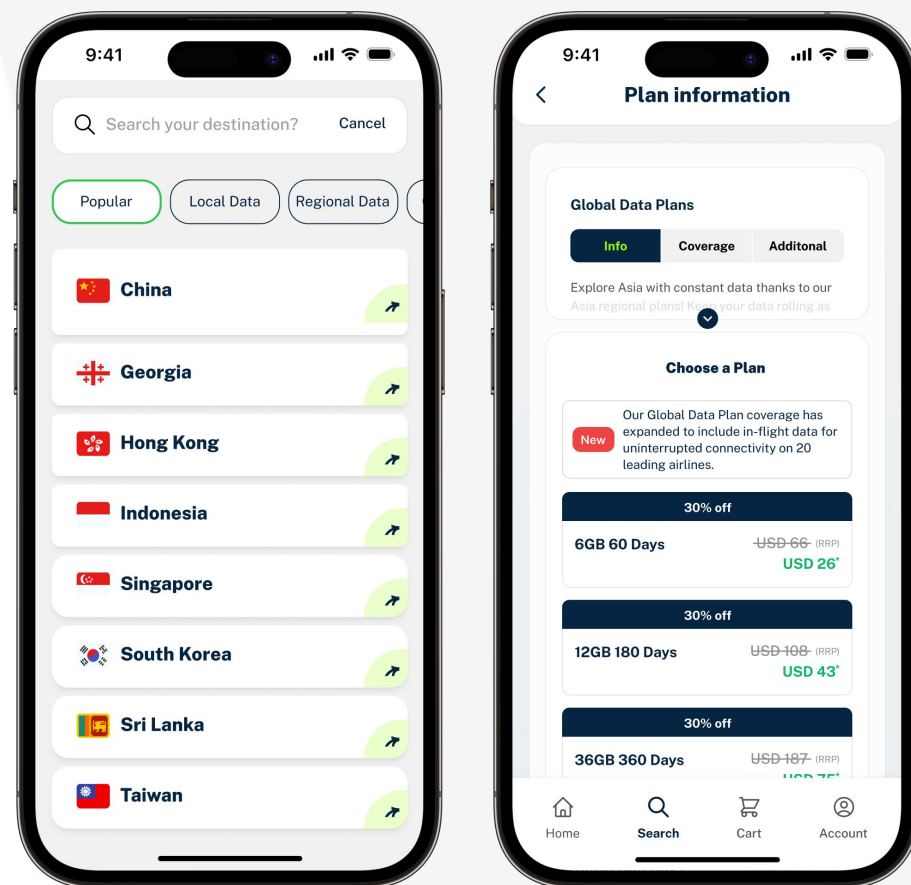 9:41
Search your destination? Cancel
Popular Local Data Regional Data
China
Georgia
Hong Kong
Indonesia
Singapore
South Korea
Sri Lanka
Taiwan
9:41
Plan information
Global Data Plans
Info Coverage Additonal
Explore Asia with constant data thanks to our
Asia regional plans! Keep your data rolling as
Choose a Plan
New
Our Global Data Plan coverage has
expanded to include in-flight data for
uninterrupted connectivity on 20
leading airlines.
30% off
6GB 60 Days USD 66 (RRP)
USD 26*
30% off
12GB 180 Days USD 108 (RRP)
USD 43*
30% off
36GB 360 Days USD 187 (RRP)
USD 75*
Home Search Cart Account